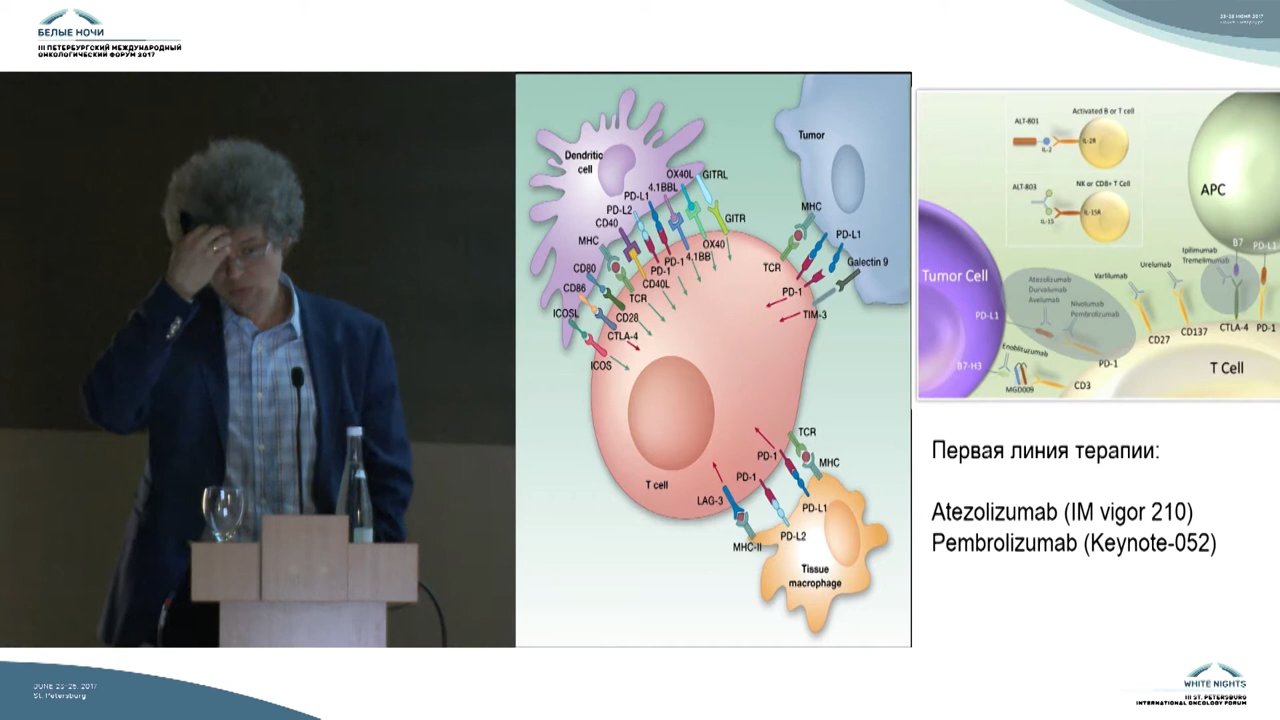 БЕЛЫЕ НОЧИ
III ПЕТЕРБУРГСКИЙ МЕЖДУНАРОДНЫЙ
ОНКОЛОГИЧЕСКИЙ ФОРУМ 2017
Dendritic
cell
Tumor
OX40L
GITRL
4.1BBL
PD-L1
PD-L2
CD40
MHC
CD80
CD86
ICOSL
GITR
OX40
4.1BB
PD-1
PD-1
CD40L
TCR
CD28
CTLA-4
ICOS
MHC
PD-L1
TCR
Galectin 9
PD-1
TIM-3
T cell
TCR
PD-1
MHC
PD-1
LAG-3
PD-L1
PD-L2
MHC-II
Tissue
macrophage
ALT-801
Activated B or T cell
IL-2
IL-2R
ALT-803
NK or CD8+ T Cell
IL-15
IL-15R
APC
B7
PD-L1
Ipilimumab
Tremelimumab
Urelumab
Varlilumab
Tumor Cell
Atezolizumab
Durvalumab
Avelumab
Nivolumab
Pembrolizumab
PD-L1
CTLA-4
PD-1
CD137
CD27
Enoblituzumab
PD-1
B7-H3
MGD009
CD3
T Cell
Первая линия терапии:
Atezolizumab (IM vigor 210)
Pembrolizumab (Keynote-052)
St. Petersburg
WHITE NIGHTS
III ST. PETERSBURG
INTERNATIONAL ONCOLOGY FORUM